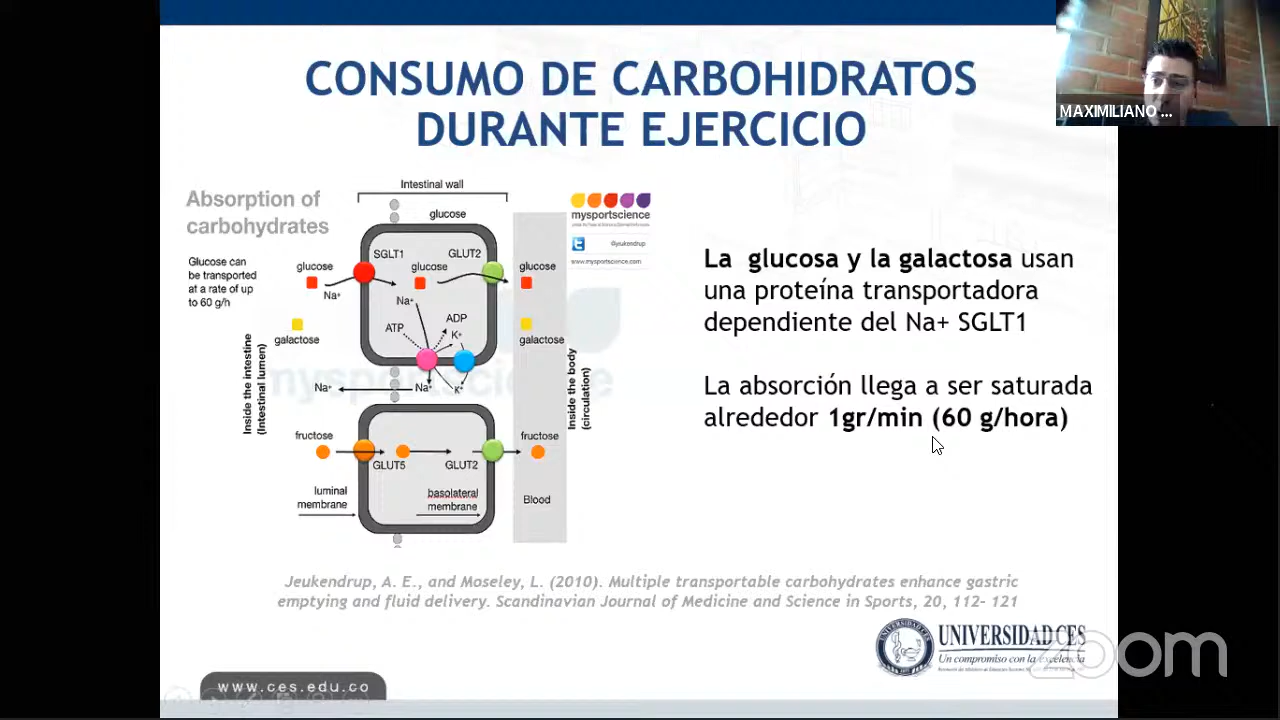 CONSUMO DE CARBOHIDRATOS
DURANTE EJERCICIO
MAXIMILIANO ...
Absorption of
carbohydrates
Intestinal wall
glucose
mysportscience
@jeukendrup
www.mysportscience.com
Glucose can
be transported
at a rate of up
to 60 g/h
SGLT1
GLUT2
glucose
glucose
glucose
Na+
Na+
ATP
ADP
K+
galactose
galactose
Na+
Na+
K+
Inside the intestine
(Intestinal lumen)
Inside the body
(circulation)
mysportscience
fructose
fructose
GLUT5
GLUT2
luminal
membrane
basolateral
membrane
Blood
La glucosa y la galactosa usan
una proteína transportadora
dependiente del Na+ SGLT1
La absorción llega a ser saturada
alrededor 1gr/min (60 g/hora)
Jeukendrup, A. E., and Moseley, L. (2010). Multiple transportable carbohydrates enhance gastric
emptying and fluid delivery. Scandinavian Journal of Medicine and Science in Sports, 20, 112- 121
UNIVERSIDAD CES
Un compromiso con la excelencia
zoom
www.ces.edu.co